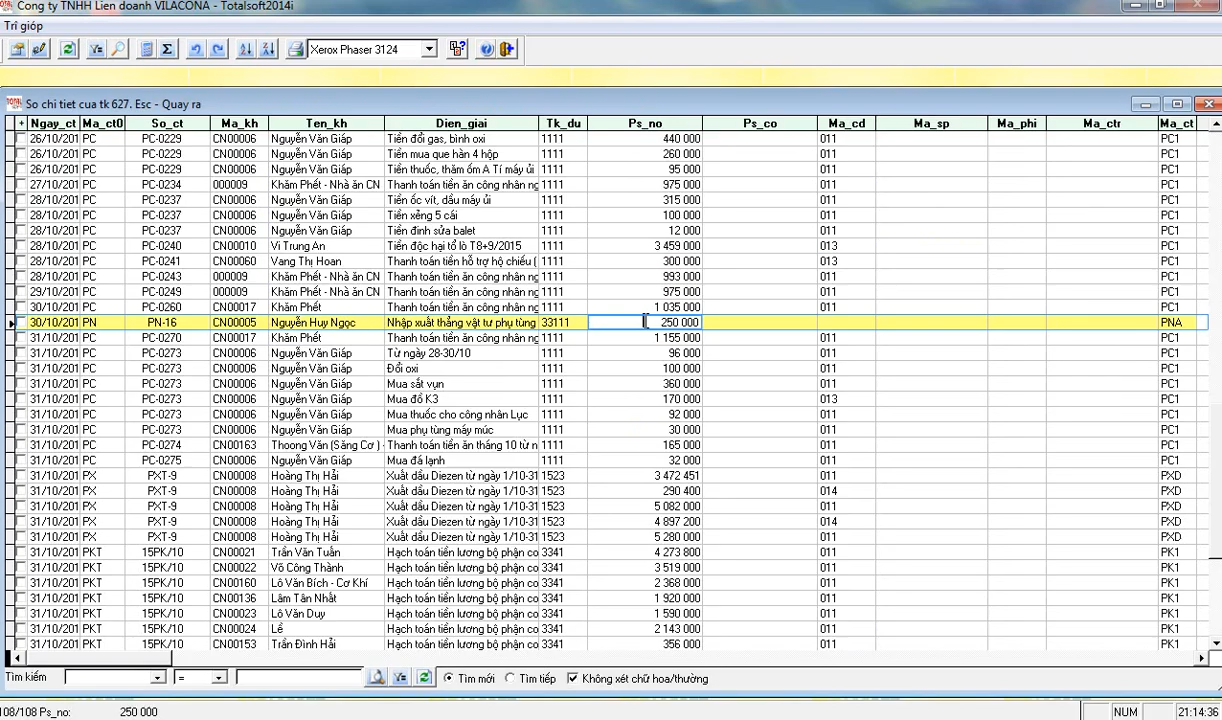 Công ty TNHH Lien doanh VILACONA - Totalsoft2014i
Trợ giúp
Xerox Phaser 3124
So chi tiet cua tk 627. Esc - Quay ra
+ Ngay_ct Ma_ct0 So_ct Ma_kh Ten_kh Dien_giai Tk_du Ps_no Ps_co Ma_cd Ma_sp Ma_phi Ma_ctr Ma_ct
26/10/201 PC PC-0229 CN00006 Nguyễn Văn Giáp Tiền đổi gas, bình oxi 1111 440 000 011 PC1
26/10/201 PC PC-0229 CN00006 Nguyễn Văn Giáp Tiền mua que hàn 4 hộp 1111 260 000 011 PC1
26/10/201 PC PC-0229 CN00006 Nguyễn Văn Giáp Tiền thuốc, thăm ốm A Tí máy ủi 1111 95 000 011 PC1
27/10/201 PC PC-0234 000009 Khăm Phết - Nhà ăn CN Thanh toán tiền ăn công nhân ng 1111 975 000 011 PC1
28/10/201 PC PC-0237 CN00006 Nguyễn Văn Giáp Tiền ốc vít, dầu máy ủi 1111 315 000 011 PC1
28/10/201 PC PC-0237 CN00006 Nguyễn Văn Giáp Tiền xẻng 5 cái 1111 100 000 011 PC1
28/10/201 PC PC-0237 CN00006 Nguyễn Văn Giáp Tiền đinh sửa balet 1111 12 000 011 PC1
28/10/201 PC PC-0240 CN00010 Vi Trung An Tiền độc hại tổ lò T8+9/2015 1111 3 459 000 013 PC1
28/10/201 PC PC-0241 CN00060 Vang Thị Hoan Thanh toán tiền hỗ trợ hộ chiếu ( 1111 300 000 013 PC1
28/10/201 PC PC-0243 000009 Khăm Phết - Nhà ăn CN Thanh toán tiền ăn công nhân ng 1111 993 000 011 PC1
29/10/201 PC PC-0249 000009 Khăm Phết - Nhà ăn CN Thanh toán tiền ăn công nhân ng 1111 975 000 011 PC1
30/10/201 PC PC-0260 CN00017 Khăm Phết Thanh toán tiền ăn công nhân ng 1111 1 035 000 011 PC1
30/10/201 PN PN-16 CN00005 Nguyễn Huy Ngọc Nhập xuất thẳng vật tư phụ tùng 33111 250 000 PNA
31/10/201 PC PC-0270 CN00017 Khăm Phết Thanh toán tiền ăn công nhân ng 1111 1 155 000 011 PC1
31/10/201 PC PC-0273 CN00006 Nguyễn Văn Giáp Từ ngày 28-30/10 1111 96 000 011 PC1
31/10/201 PC PC-0273 CN00006 Nguyễn Văn Giáp Đổi oxi 1111 100 000 011 PC1
31/10/201 PC PC-0273 CN00006 Nguyễn Văn Giáp Mua sắt vụn 1111 360 000 011 PC1
31/10/201 PC PC-0273 CN00006 Nguyễn Văn Giáp Mua đồ K3 1111 170 000 013 PC1
31/10/201 PC PC-0273 CN00006 Nguyễn Văn Giáp Mua thuốc cho công nhân Lục 1111 92 000 011 PC1
31/10/201 PC PC-0273 CN00006 Nguyễn Văn Giáp Mua phụ tùng máy múc 1111 30 000 011 PC1
31/10/201 PC PC-0274 CN00163 Thoong Văn (Săng Cơ ) - Thanh toán tiền ăn tháng 10 từ n 1111 165 000 011 PC1
31/10/201 PC PC-0275 CN00006 Nguyễn Văn Giáp Mua đá lạnh 1111 32 000 011 PC1
31/10/201 PX PXT-9 CN00008 Hoàng Thị Hải Xuất dầu Diezen từ ngày 1/10-31 1523 3 472 451 011 PXD
31/10/201 PX PXT-9 CN00008 Hoàng Thị Hải Xuất dầu Diezen từ ngày 1/10-31 1523 290 400 014 PXD
31/10/201 PX PXT-9 CN00008 Hoàng Thị Hải Xuất dầu Diezen từ ngày 1/10-31 1523 5 082 000 011 PXD
31/10/201 PX PXT-9 CN00008 Hoàng Thị Hải Xuất dầu Diezen từ ngày 1/10-31 1523 4 897 200 014 PXD
31/10/201 PX PXT-9 CN00008 Hoàng Thị Hải Xuất dầu Diezen từ ngày 1/10-31 1523 5 280 000 011 PXD
31/10/201 PKT 15PK/10 CN00021 Trần Văn Tuấn Hạch toán tiền lương bộ phận co 3341 4 273 800 011 PK1
31/10/201 PKT 15PK/10 CN00022 Võ Công Thành Hạch toán tiền lương bộ phận co 3341 3 519 000 011 PK1
31/10/201 PKT 15PK/10 CN00160 Lô Văn Bích - Cơ Khí Hạch toán tiền lương bộ phận co 3341 2 368 000 011 PK1
31/10/201 PKT 15PK/10 CN00136 Lâm Tân Nhất Hạch toán tiền lương bộ phận co 3341 1 920 000 011 PK1
31/10/201 PKT 15PK/10 CN00023 Lô Văn Duy Hạch toán tiền lương bộ phận co 3341 1 590 000 011 PK1
31/10/201 PKT 15PK/10 CN00024 Lề Hạch toán tiền lương bộ phận co 3341 2 143 000 011 PK1
31/10/201 PKT 15PK/10 CN00153 Trần Đình Hải Hạch toán tiền lương bộ phận co 3341 356 000 011 PK1
Tìm kiếm = Tìm mới Tìm tiếp Không xét chữ hoa/thường
108/108 Ps_no: 250 000 NUM 21:14:36